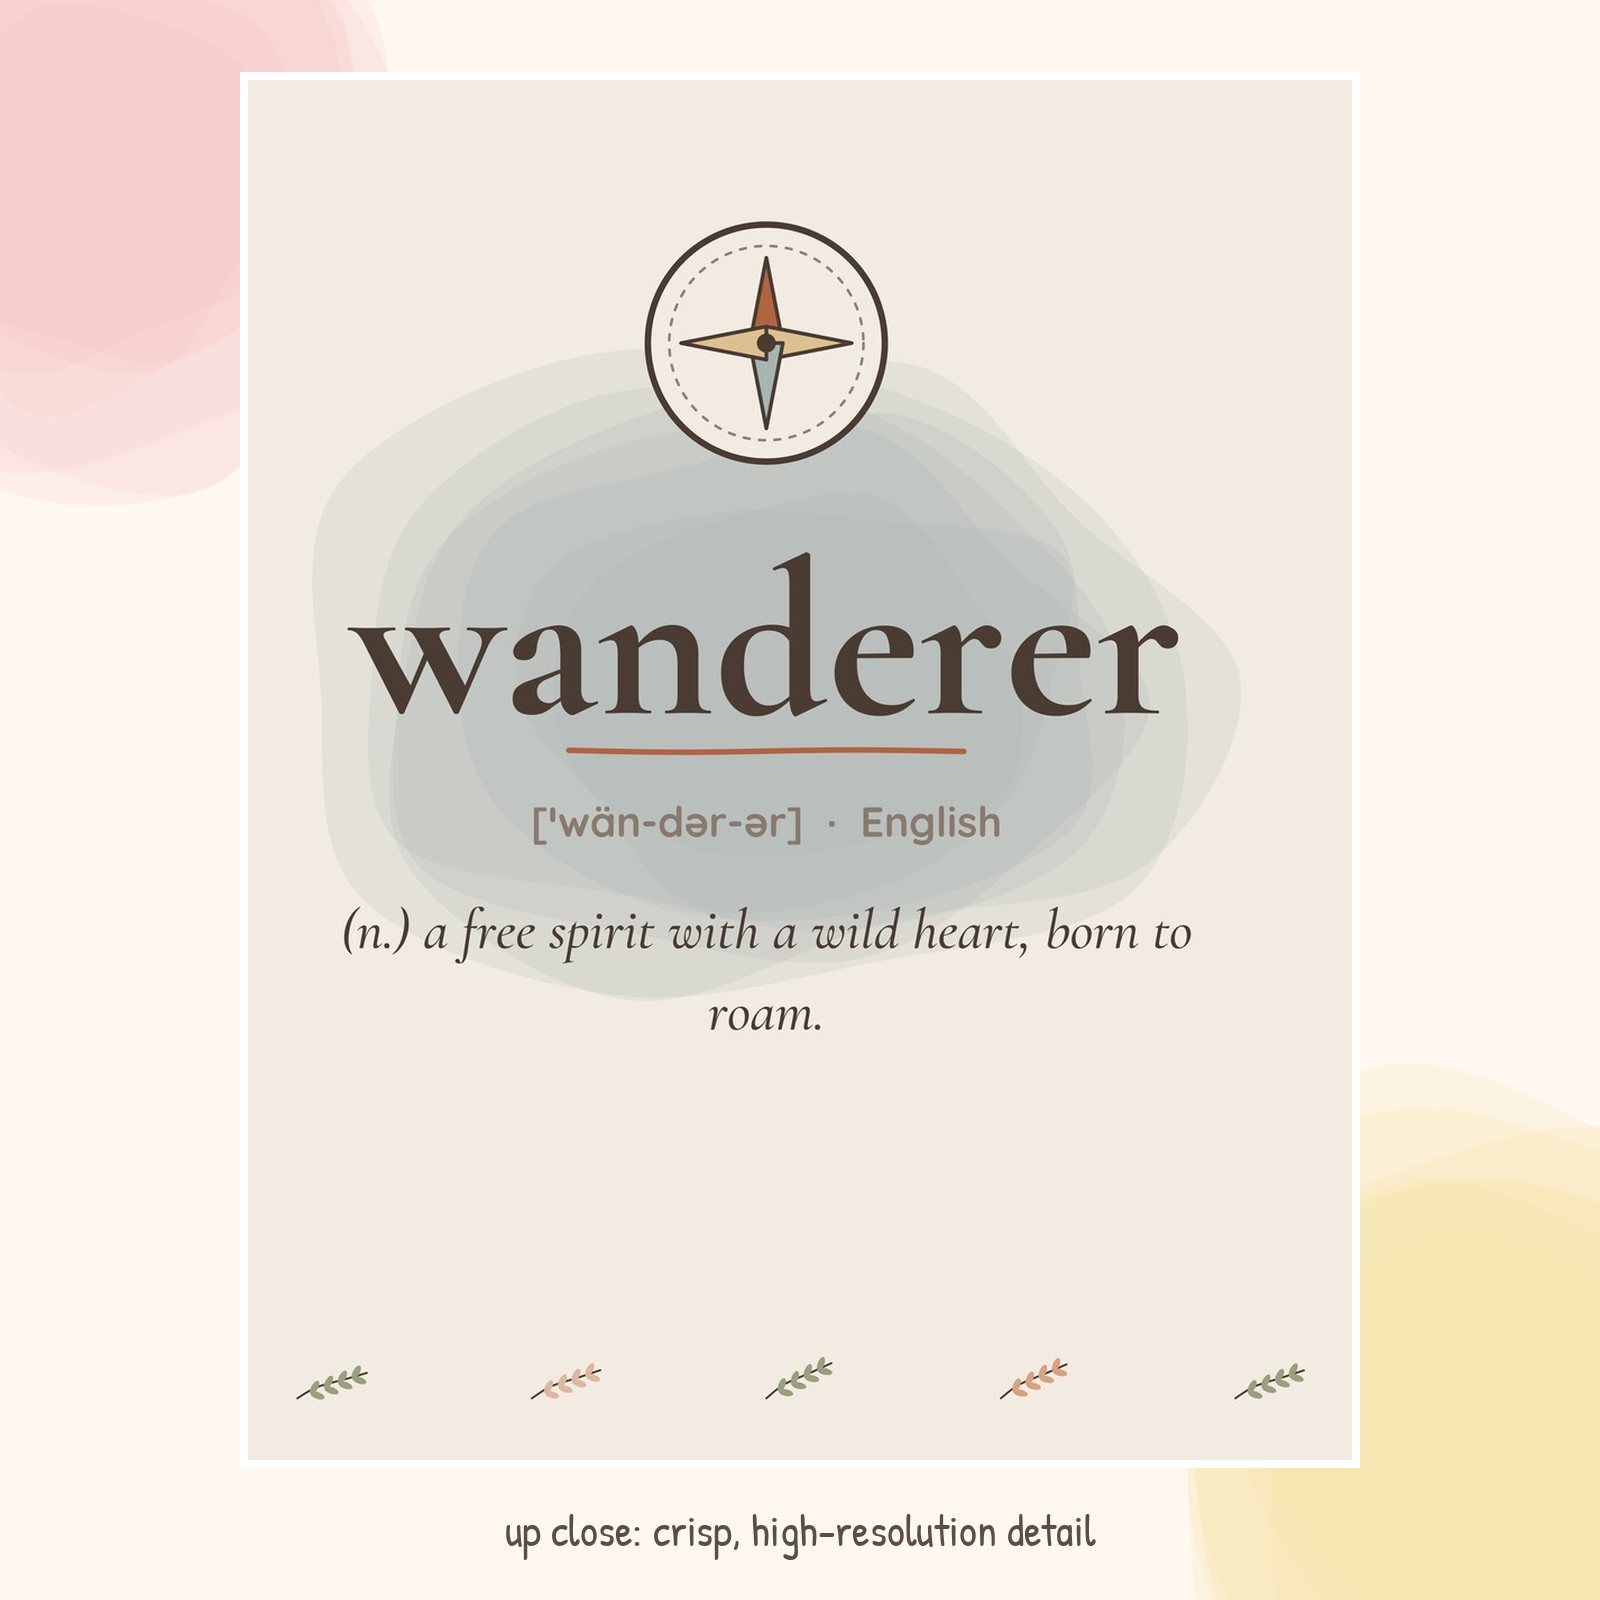 wanderer
['wän-dər-ər] · English
(n.) a free spirit with a wild heart, born to
roam.
up close: crisp, high-resolution detail